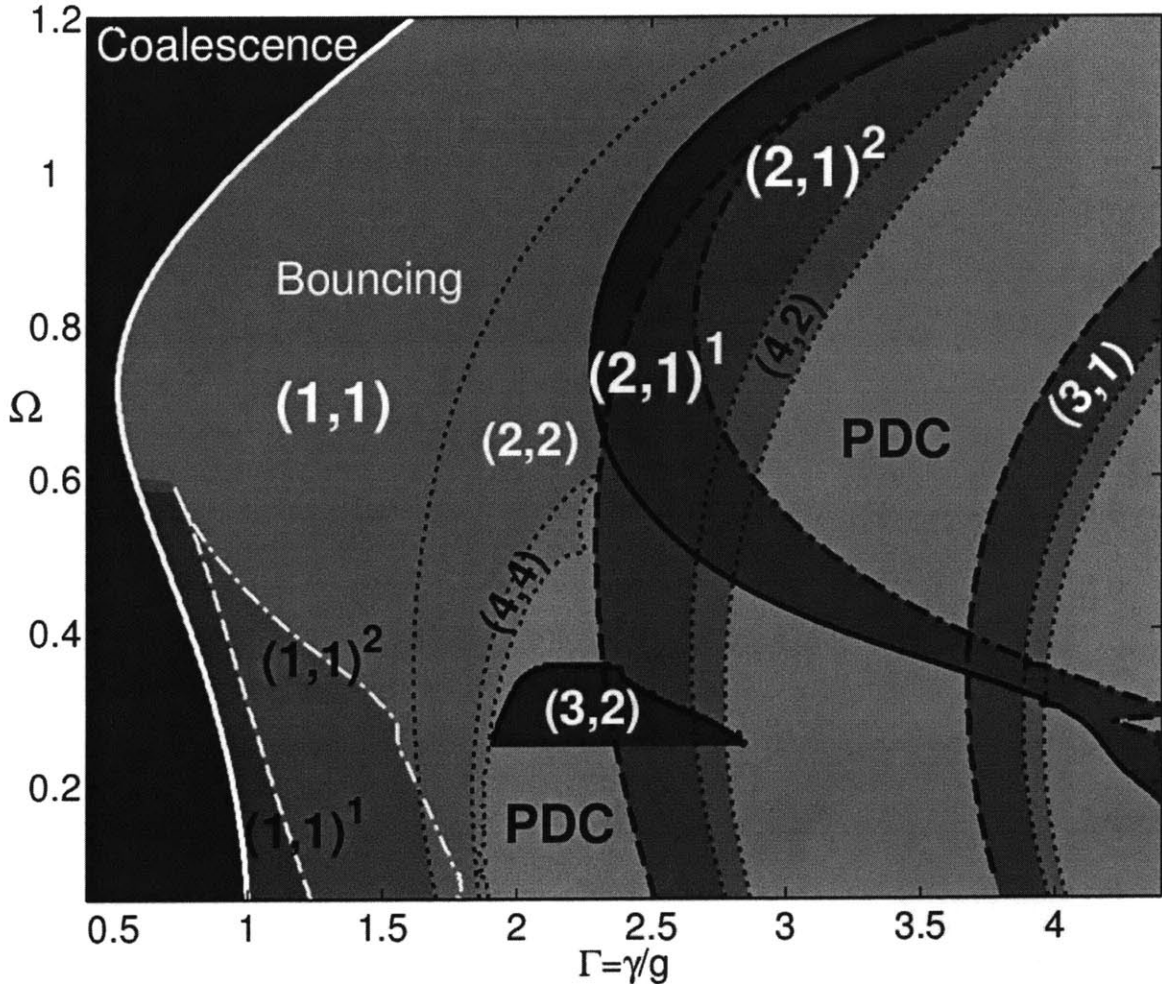 1.2
Coalescence
1
(2,1)²
Bouncing
0.8
(4,2)
(2,1)¹
(3,1)
Ω
(1,1)
(2,2)
PDC
0.6
(4,4)
0.4
(1,1)²
(3,2)
0.2
(1,1)¹
PDC
0.5 1 1.5 2 2.5 3 3.5 4
Γ=γ/g